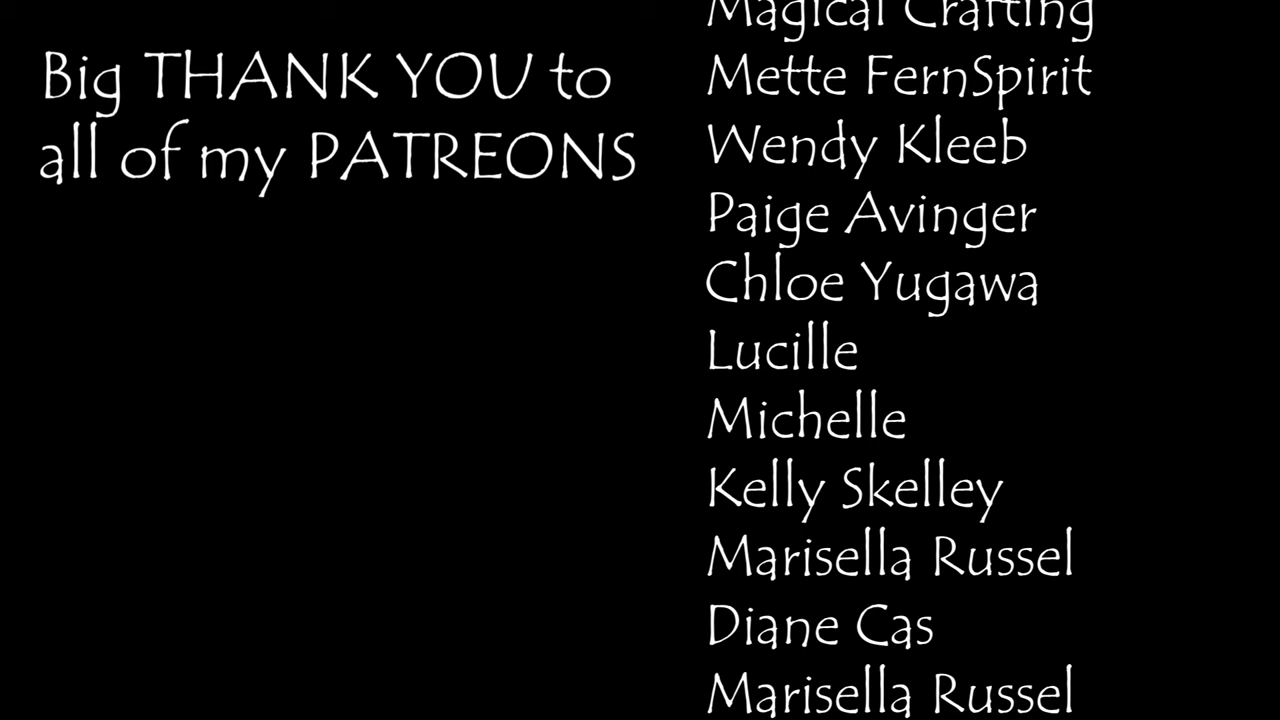 Big THANK YOU to
all of my PATREONS
Magical Crafting
Mette FernSpirit
Wendy Kleeb
Paige Avinger
Chloe Yugawa
Lucille
Michelle
Kelly Skelley
Marisella Russel
Diane Cas
Marisella Russel